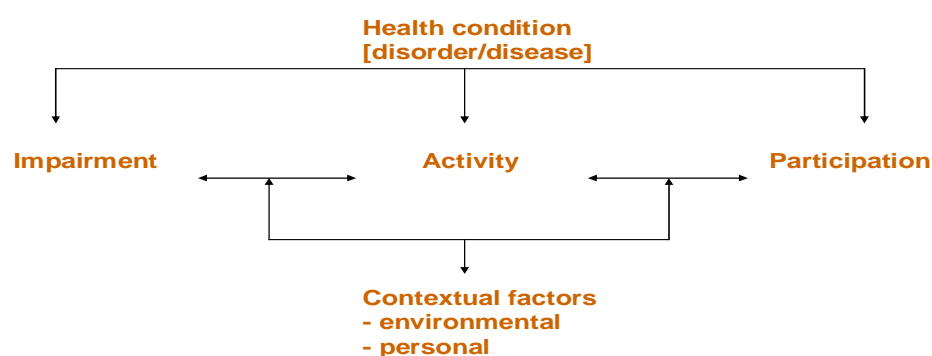 Health condition
[disorder/disease]
Impairment
Activity
Participation
Contextual factors
- environmental
- personal